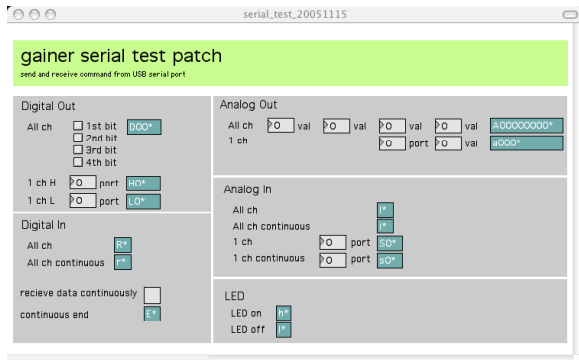 serial_test_20051115
gainer serial test patch
send and receive command from USB serial port
Digital Out
All ch
1st bit
D00*
2nd bit
3rd bit
4th bit
1 ch H 0 port H0*
1 ch L 0 port L0*
Digital In
All ch R*
All ch continuous r*
recieve data continuously
continuous end E*
Analog Out
All ch 0 val 0 val 0 val 0 val A00000000*
1 ch 0 port 0 val a000*
Analog In
All ch I*
All ch continuous i*
1 ch 0 port S0*
1 ch continuous 0 port s0*
LED
LED on h*
LED off l*